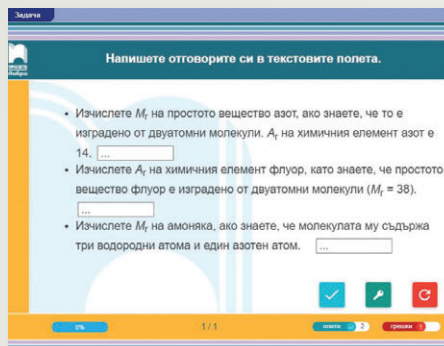 Задача
Напишете отговорите си в текстовите полета.
• Изчислете Mr на простото вещество азот, ако знаете, че то е
изградено от двуатомни молекули. Ar на химичния елемент азот е
14. ...
• Изчислете Ar на химичния елемент флуор, като знаете, че простото
вещество флуор е изградено от двуатомни молекули (Mr = 38).
...
• Изчислете Mr на амоняка, ако знаете, че молекулата му съдържа
три водородни атома и един азотен атом. ...
0% 1 / 1 опити 2 грешки